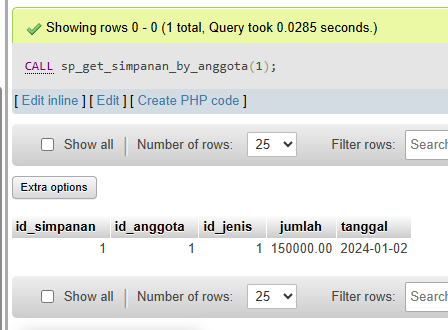 Showing rows 0 - 0 (1 total, Query took 0.0285 seconds.)
CALL sp_get_simpanan_by_anggota(1);
[ Edit inline ] [ Edit ] [ Create PHP code ]
Show all | Number of rows: 25 Filter rows: Search
Extra options
id_simpanan id_anggota id_jenis jumlah tanggal
1 1 1 150000.00 2024-01-02
Show all | Number of rows: 25 Filter rows: Search